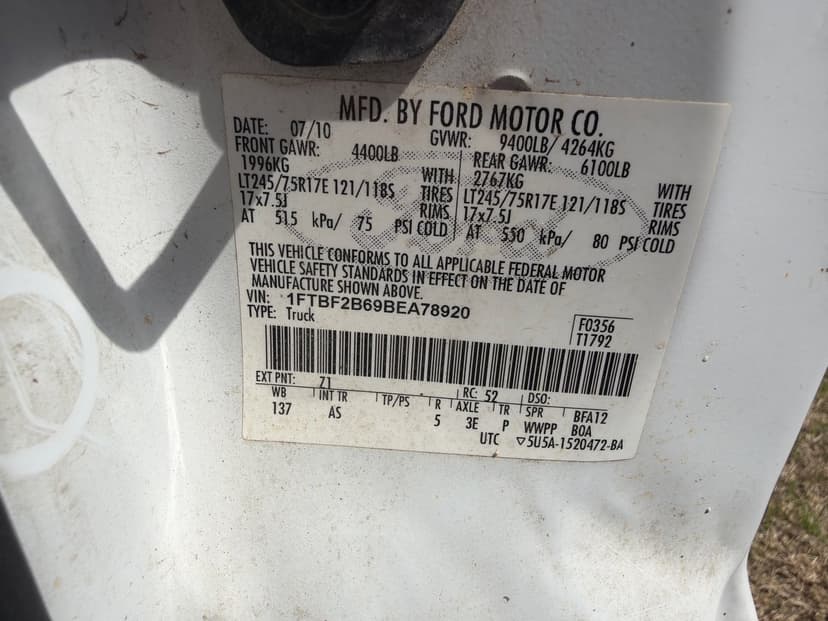 MFD. BY FORD MOTOR CO.
DATE: 07/10 GVWR: 9400LB/ 4264KG
FRONT GAWR: 4400LB REAR GAWR: 6100LB
1996KG WITH 2767KG WITH
LT245/75R17E 121/118S TIRES LT245/75R17E 121/118S TIRES
17x7.5J RIMS 17x7.5J RIMS
AT 515 kPa/ 75 PSI COLD AT 550 kPa/ 80 PSI COLD
THIS VEHICLE CONFORMS TO ALL APPLICABLE FEDERAL MOTOR
VEHICLE SAFETY STANDARDS IN EFFECT ON THE DATE OF
MANUFACTURE SHOWN ABOVE.
VIN: 1FTBF2B69BEA78920
TYPE: Truck
F0356
T1792
EXT PNT: Z1 RC: 52 DSO:
WB INT TR TP/PS R AXLE TR SPR BFA12
137 AS 5 3E P WWPP BOA
UTC ▽5U5A-1520472-BA